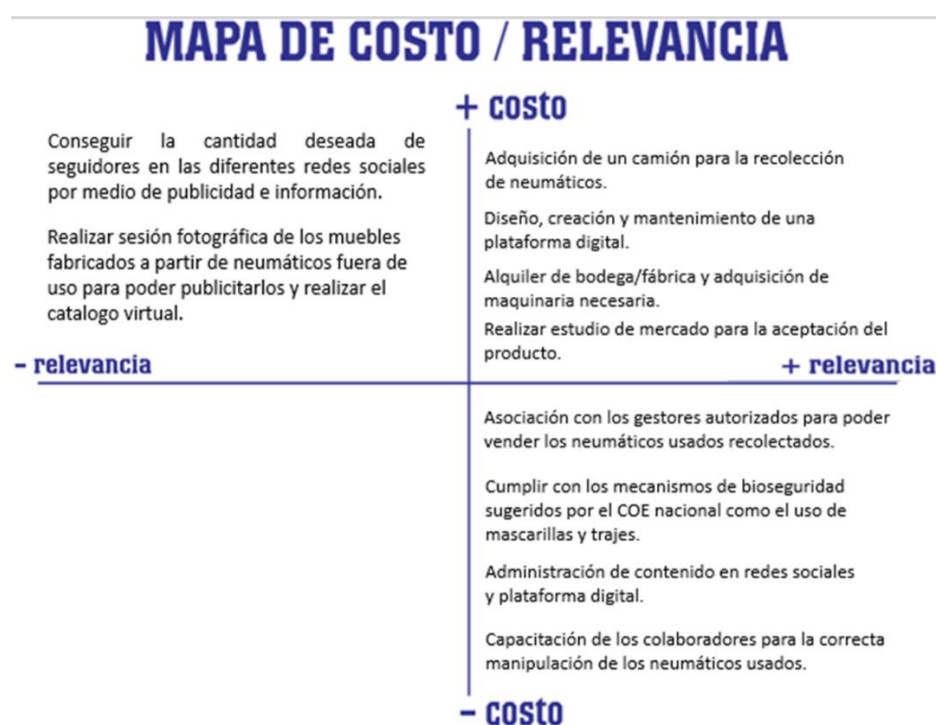 MAPA DE COSTO / RELEVANCIA
+ costo
Conseguir la cantidad deseada de
seguidores en las diferentes redes sociales
por medio de publicidad e información.
Realizar sesión fotográfica de los muebles
fabricados a partir de neumáticos fuera de
uso para poder publicitarlos y realizar el
catalogo virtual.
Adquisición de un camión para la recolección
de neumáticos.
Diseño, creación y mantenimiento de una
plataforma digital.
Alquiler de bodega/fábrica y adquisición de
maquinaria necesaria.
Realizar estudio de mercado para la aceptación del
producto.
- relevancia
+ relevancia
Asociación con los gestores autorizados para poder
vender los neumáticos usados recolectados.
Cumplir con los mecanismos de bioseguridad
sugeridos por el COE nacional como el uso de
mascarillas y trajes.
Administración de contenido en redes sociales
y plataforma digital.
Capacitación de los colaboradores para la correcta
manipulación de los neumáticos usados.
- costo